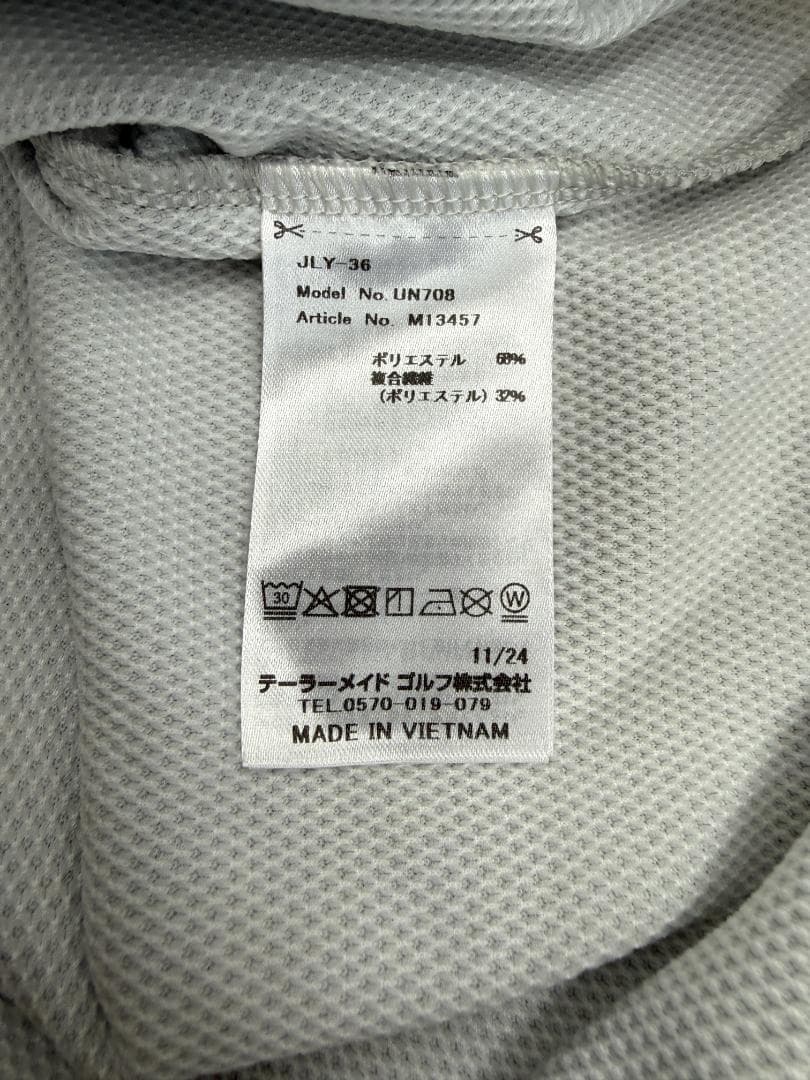 JLY-36
Model No. UN708
Article No. M13457
ポリエステル 68%
複合繊維
(ポリエステル) 32%
30
W
11/24
テーラーメイド ゴルフ株式会社
TEL.0570-019-079
MADE IN VIETNAM